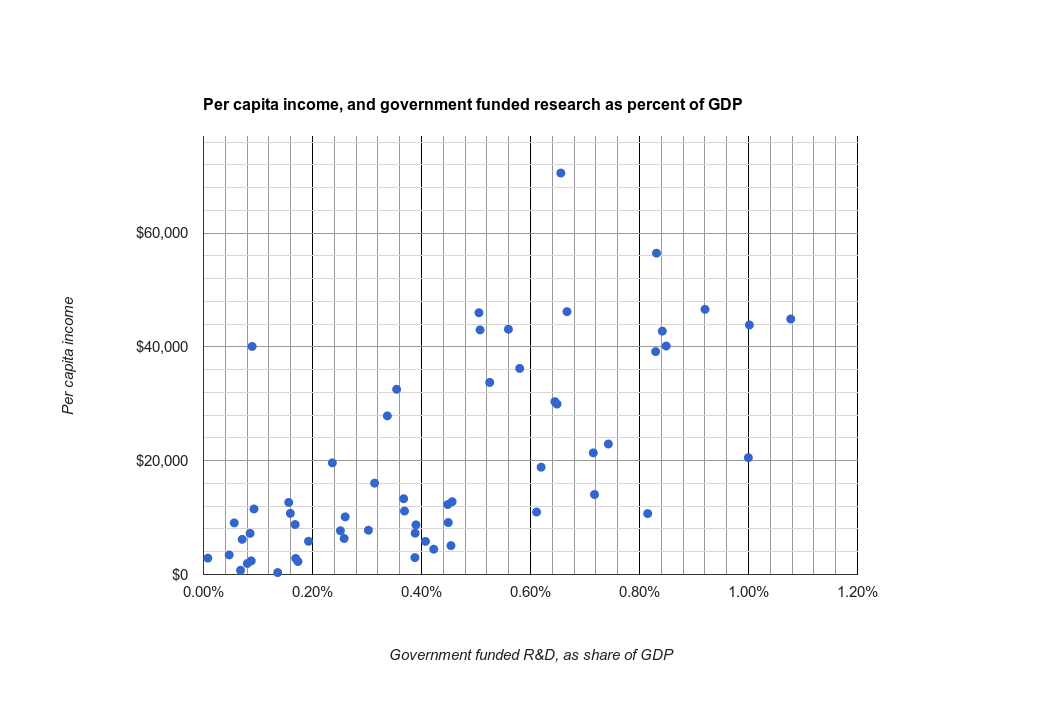 Per capita income, and government funded research as percent of GDP
$60,000
$40,000
$20,000
$0
Per capita income
0.00% 0.20% 0.40% 0.60% 0.80% 1.00% 1.20%
Government funded R&D, as share of GDP